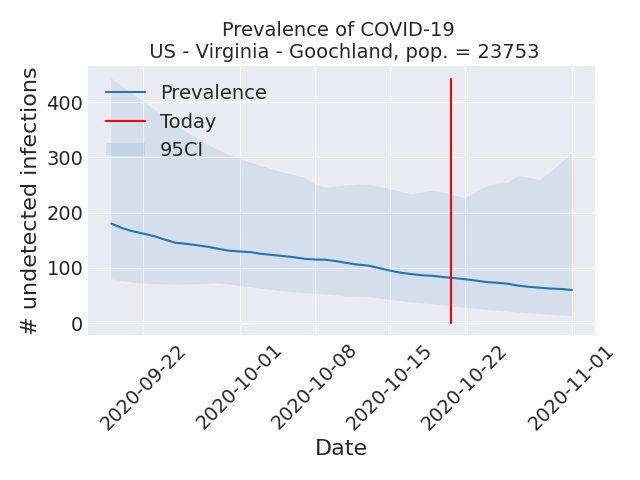 Prevalence of COVID-19
US - Virginia - Goochland, pop. = 23753
# undetected infections
400
300
200
100
0
Prevalence
Today
95CI
2020-09-22
2020-10-01
2020-10-08
2020-10-15
2020-10-22
2020-11-01
Date